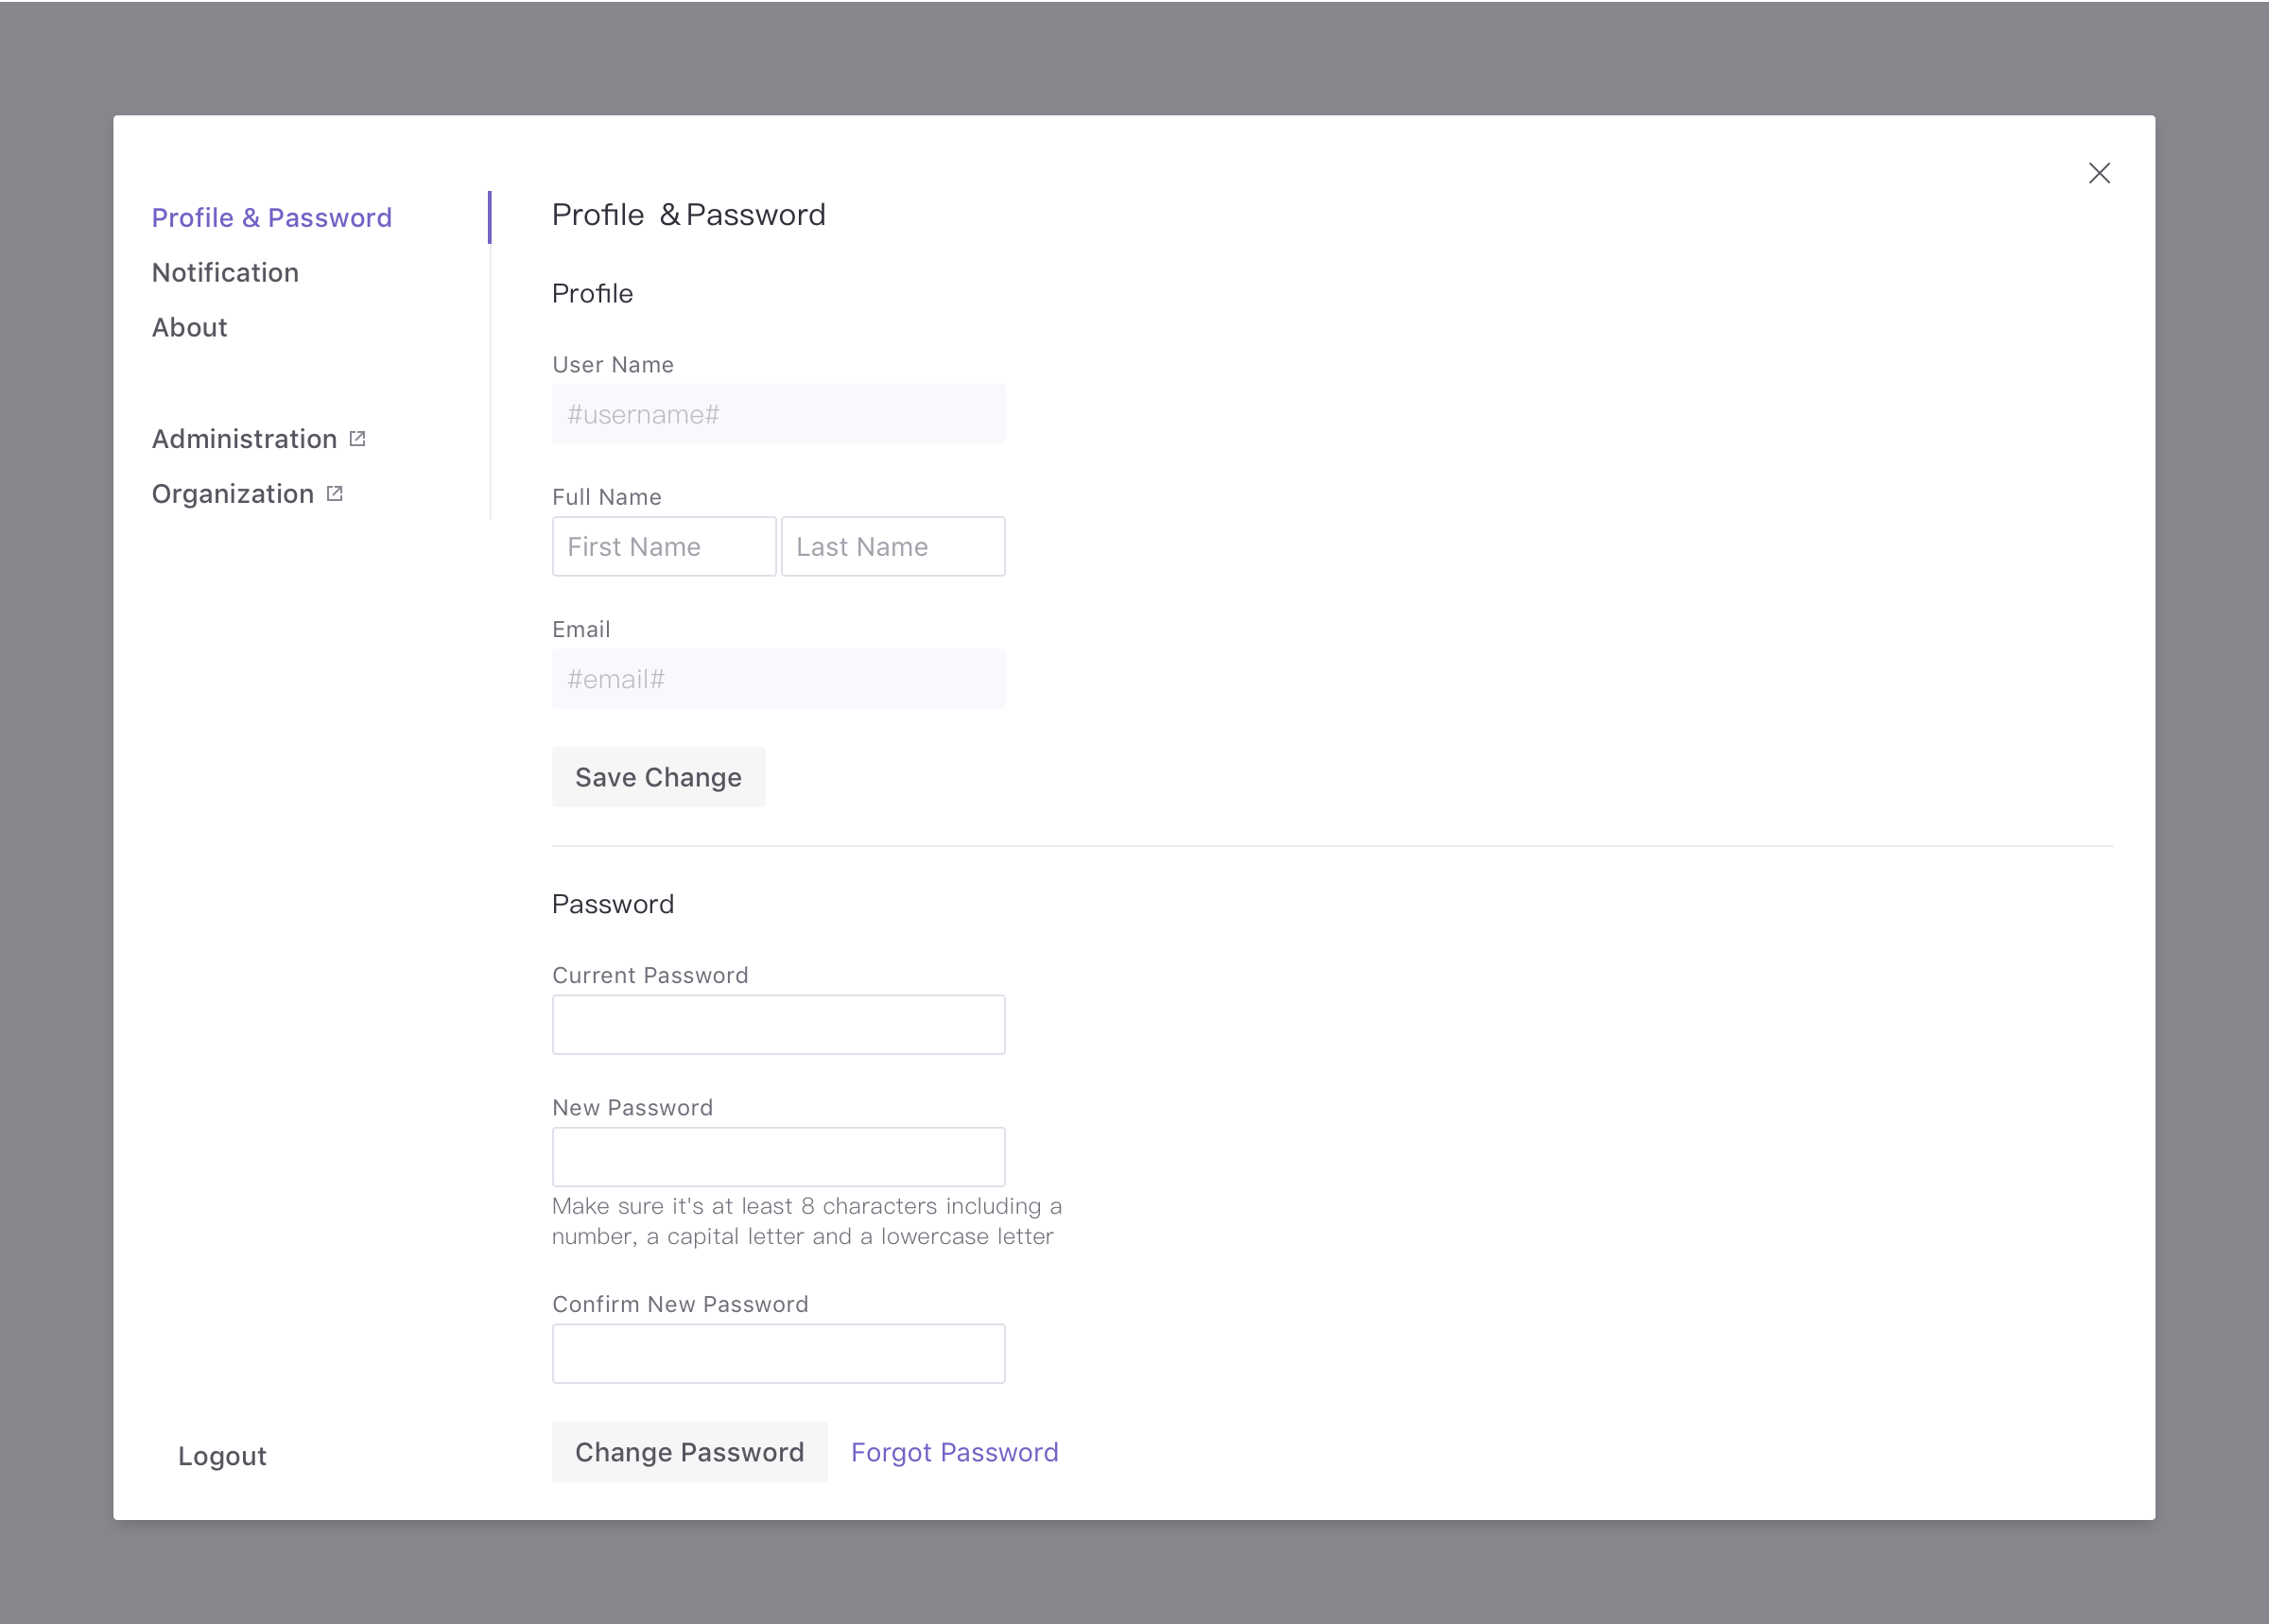 Profile & Password
Notification
About
Administration
Organization
Logout
Profile & Password
Profile
User Name
#username#
Full Name
First Name Last Name
Email
#email#
Save Change
Password
Current Password
New Password
Make sure it's at least 8 characters including a
number, a capital letter and a lowercase letter
Confirm New Password
Change Password Forgot Password